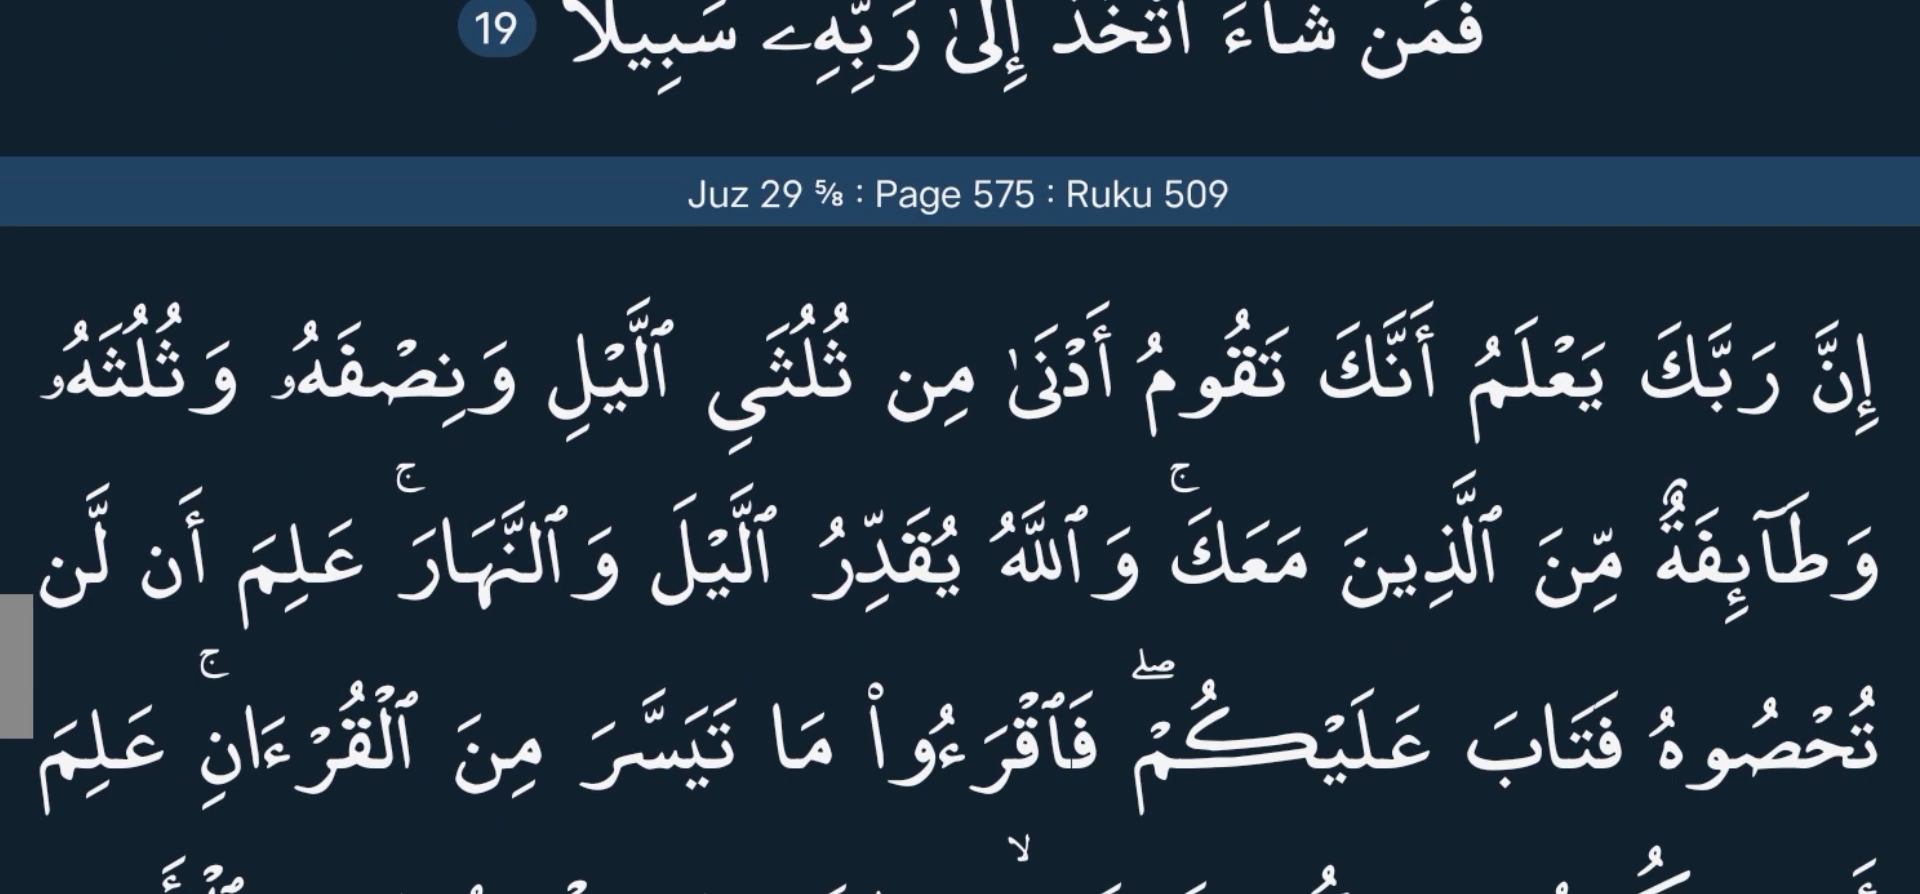 فَمَن شَآءَ ٱتَّخَذَ إِلَىٰ رَبِّهِۦ سَبِيلًا 19
Juz 29 ⅝ : Page 575 : Ruku 509
إِنَّ رَبَّكَ يَعْلَمُ أَنَّكَ تَقُومُ أَدْنَىٰ مِن ثُلُثَىِ ٱلَّيْلِ وَنِصْفَهُۥ وَثُلُثَهُۥ
وَطَآئِفَةٌ مِّنَ ٱلَّذِينَ مَعَكَ ۚ وَٱللَّهُ يُقَدِّرُ ٱلَّيْلَ وَٱلنَّهَارَ ۚ عَلِمَ أَن لَّن
تُحْصُوهُ فَتَابَ عَلَيْكُمْ ۖ فَٱقْرَءُوا۟ مَا تَيَسَّرَ مِنَ ٱلْقُرْءَانِ ۚ عَلِمَ